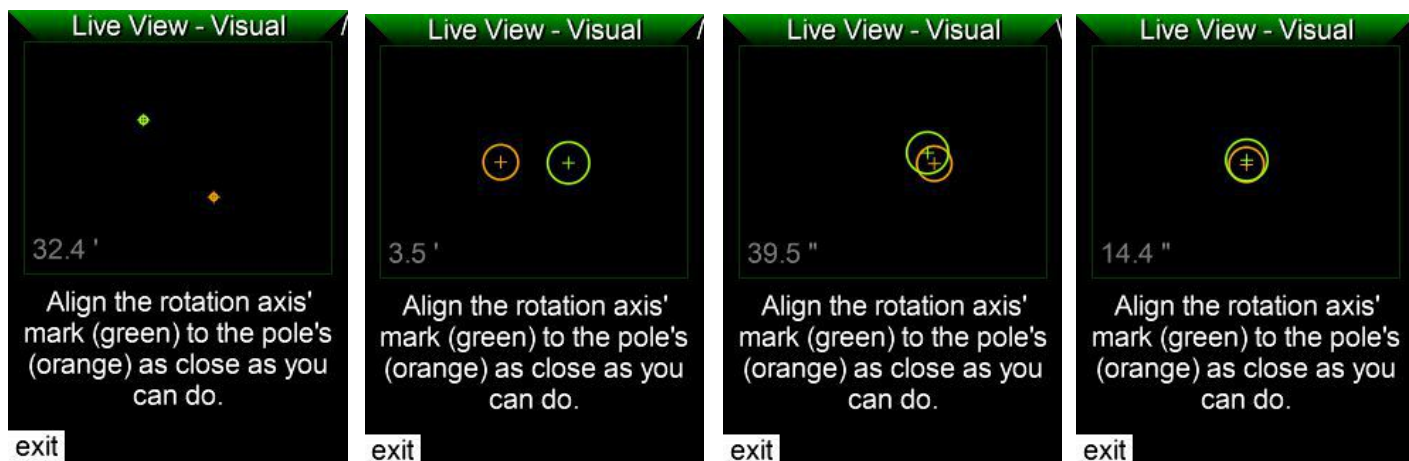 Live View - Visual /
32.4 '
Align the rotation axis'
mark (green) to the pole's
(orange) as close as you
can do.
exit
Live View - Visual /
3.5 '
Align the rotation axis'
mark (green) to the pole's
(orange) as close as you
can do.
exit
Live View - Visual \
39.5 "
Align the rotation axis'
mark (green) to the pole's
(orange) as close as you
can do.
exit
Live View - Visual
14.4 "
Align the rotation axis'
mark (green) to the pole's
(orange) as close as you
can do.
exit